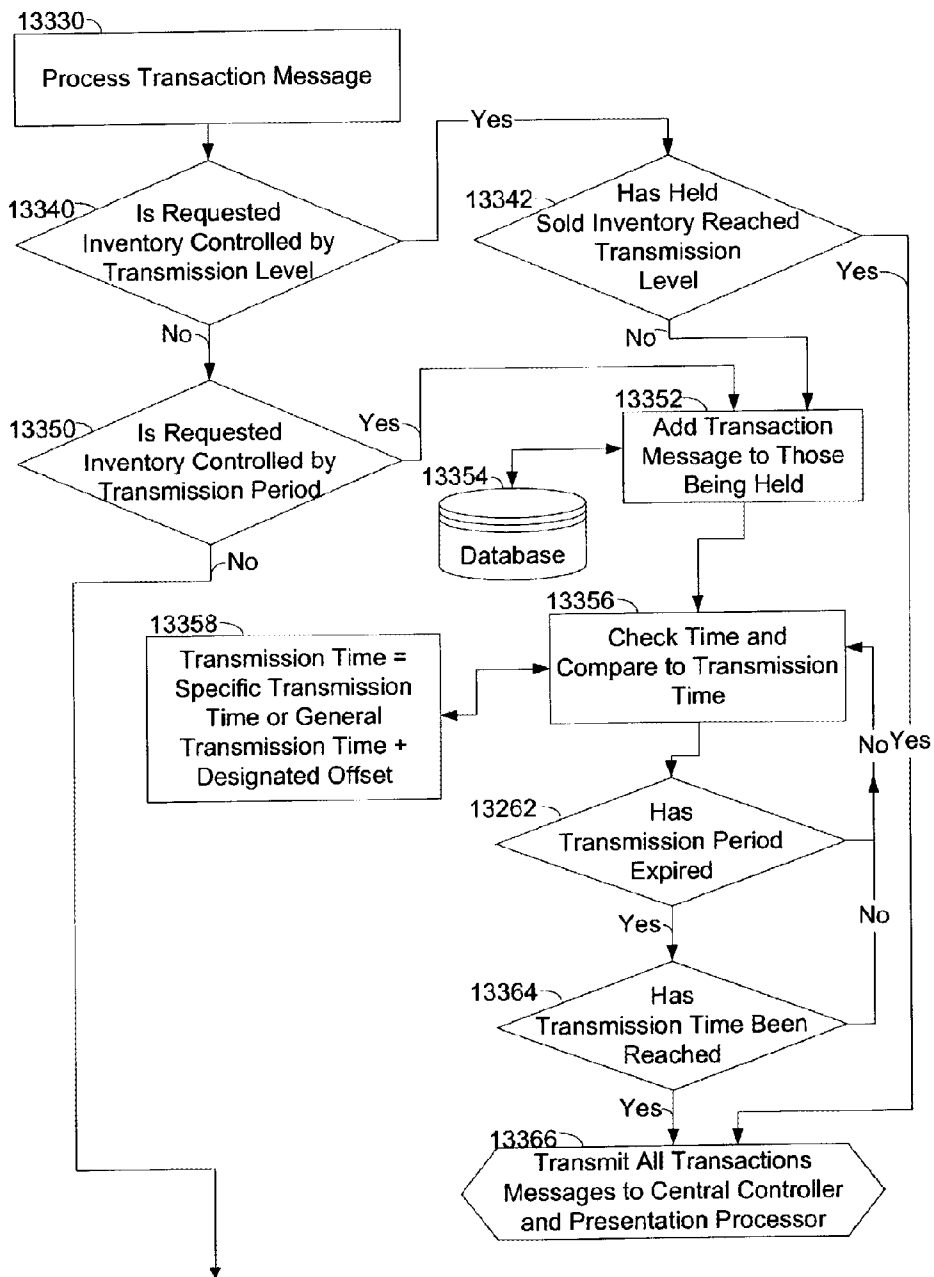 13330
Process Transaction Message
Yes
13340
Is Requested
Inventory Controlled by
Transmission Level
13342
Has Held
Sold Inventory Reached
Transmission
Level
Yes
No
No
13350
Is Requested
Inventory Controlled by
Transmission Period
Yes
13352
Add Transaction
Message to Those
Being Held
13354
Database
No
13356
Check Time and
Compare to Transmission
Time
13358
Transmission Time =
Specific Transmission
Time or General
Transmission Time +
Designated Offset
No
Yes
13262
Has
Transmission Period
Expired
No
Yes
13364
Has
Transmission Time Been
Reached
Yes
13366
Transmit All Transactions
Messages to Central Controller
and Presentation Processor